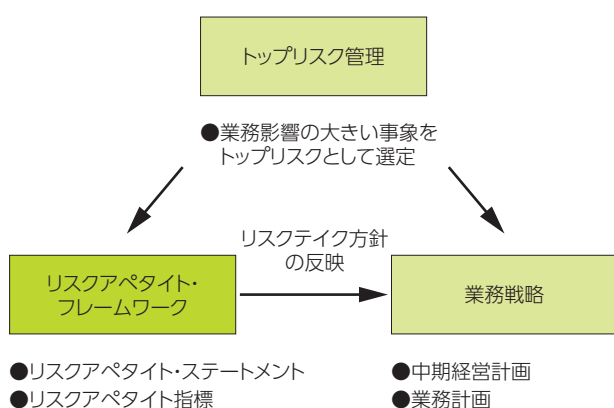 トップリスク管理
●業務影響の大きい事象を
トップリスクとして選定
リスクテイク方針
の反映
リスクアペタイト・
フレームワーク
業務戦略
●リスクアペタイト・ステートメント
●リスクアペタイト指標
●中期経営計画
●業務計画